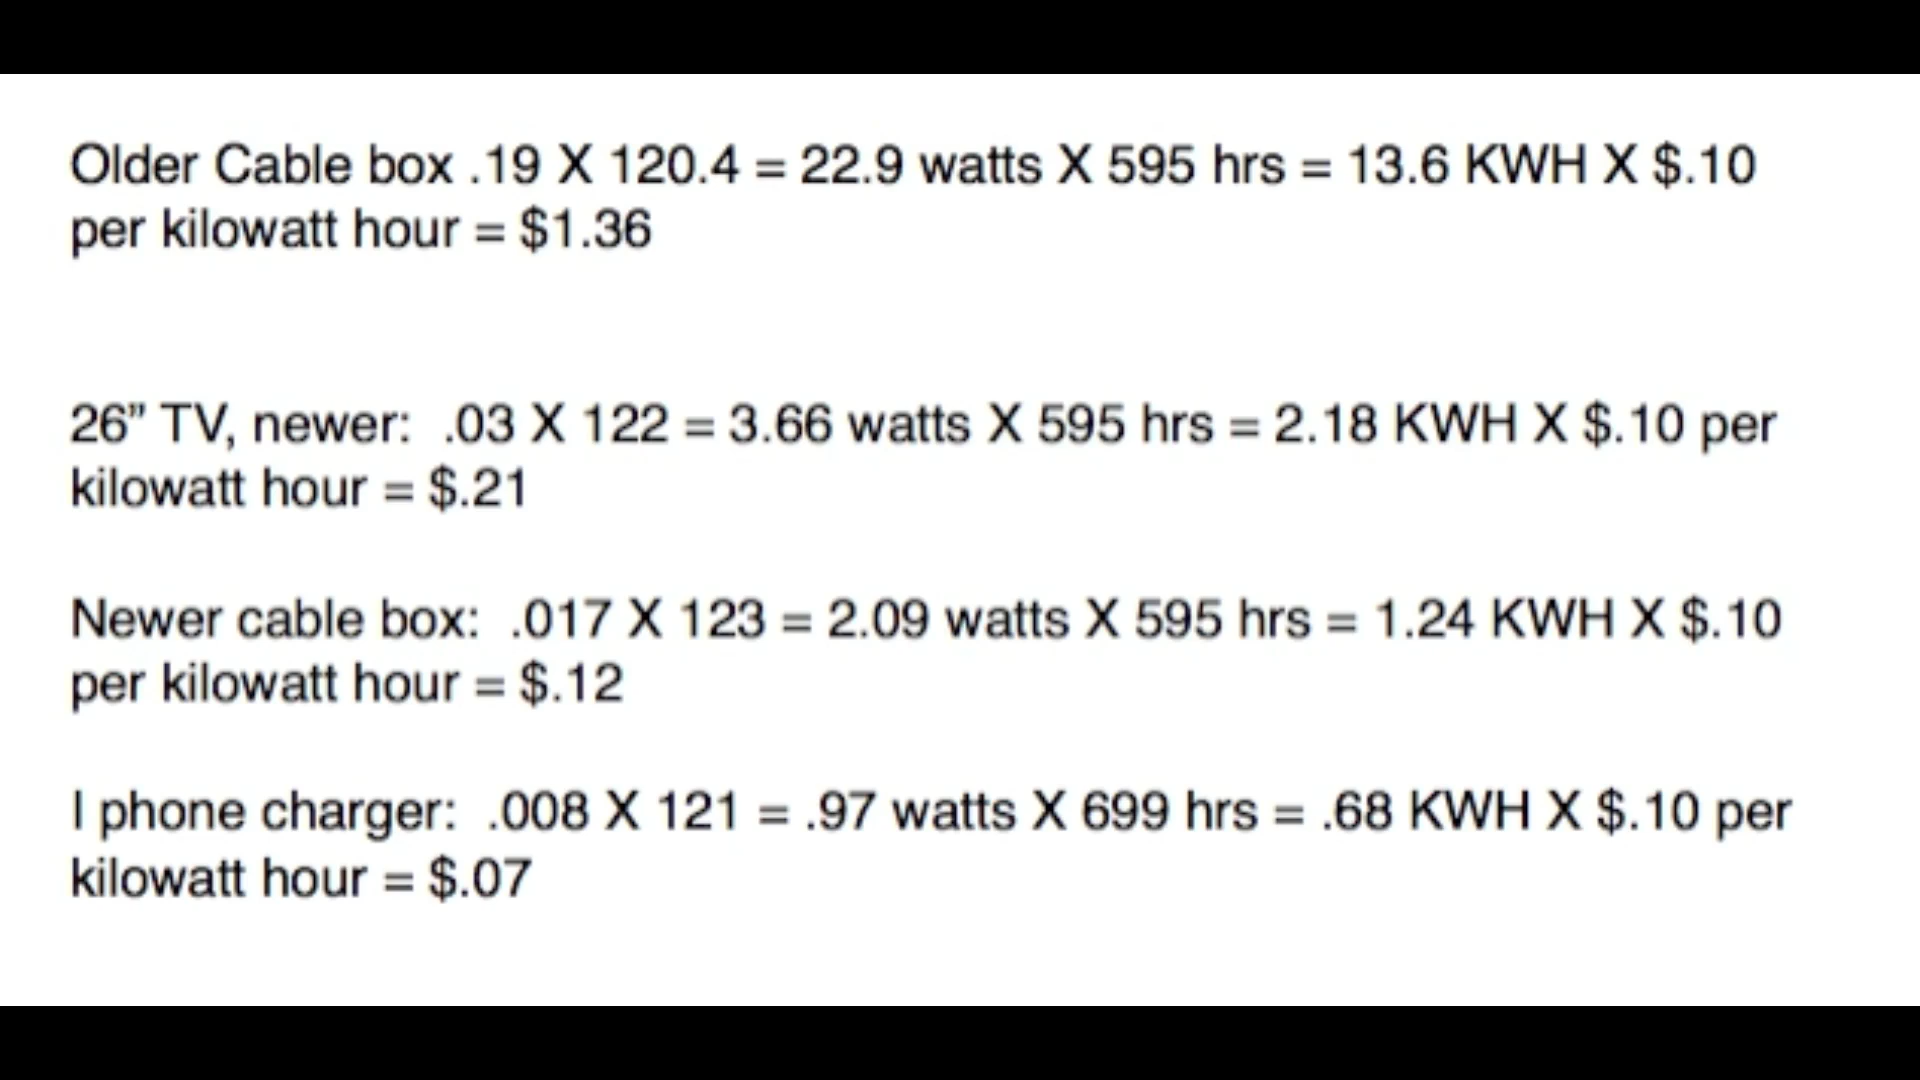 Older Cable box .19 X 120.4 = 22.9 watts X 595 hrs = 13.6 KWH X $.10
per kilowatt hour = $1.36
26” TV, newer:  .03 X 122 = 3.66 watts X 595 hrs = 2.18 KWH X $.10 per
kilowatt hour = $.21
Newer cable box:  .017 X 123 = 2.09 watts X 595 hrs = 1.24 KWH X $.10
per kilowatt hour = $.12
I phone charger:  .008 X 121 = .97 watts X 699 hrs = .68 KWH X $.10 per
kilowatt hour = $.07